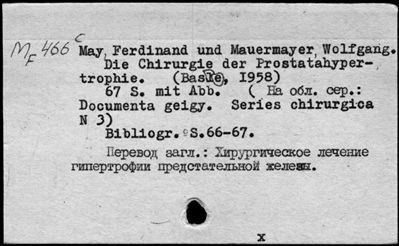 M_F 466 c
May, Ferdinand und Mauermayer, Wolfgang.
Die Chirurgie der Prostatahyper-
trophie. (Basle, 1958)
67 S. mit Abb. ( На обл. сер.:
Documenta geigy. Series chirurgica
N 3)
Bibliogr. S.66-67.
Перевод загл.: Хирургическое лечение
гипертрофии предстательной железы.
x